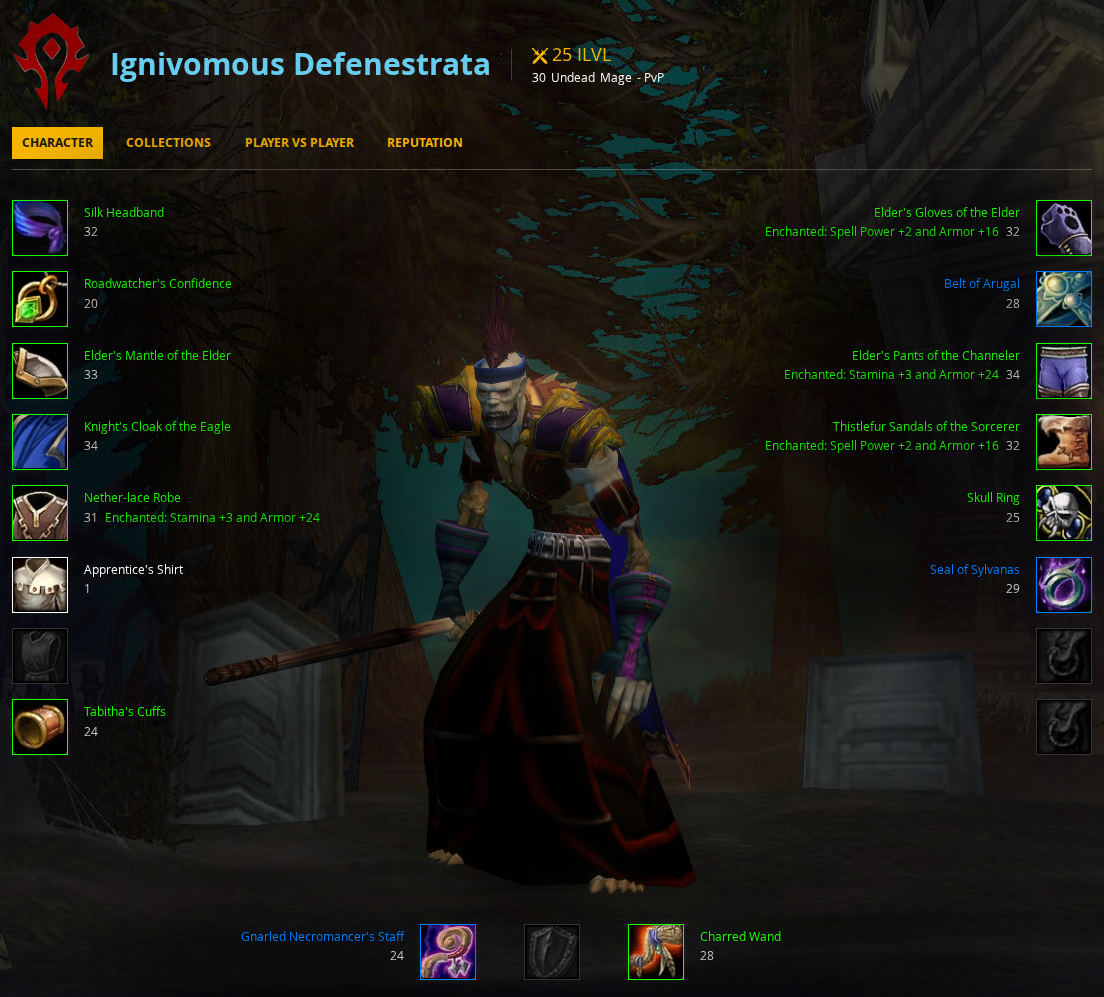 Ignivomous Defenestrata
25 ILVL
30 Undead Mage - PvP
CHARACTER
COLLECTIONS
PLAYER VS PLAYER
REPUTATION
Silk Headband
32
Roadwatcher's Confidence
20
Elder's Mantle of the Elder
33
Knight's Cloak of the Eagle
34
Nether-lace Robe
31 Enchanted: Stamina +3 and Armor +24
Apprentice's Shirt
1
Tabitha's Cuffs
24
Elder's Gloves of the Elder
Enchanted: Spell Power +2 and Armor +16 32
Belt of Arugal
28
Elder's Pants of the Channeler
Enchanted: Stamina +3 and Armor +24 34
Thistlefur Sandals of the Sorcerer
Enchanted: Spell Power +2 and Armor +16 32
Skull Ring
25
Seal of Sylvanas
29
Gnarled Necromancer's Staff
24
Charred Wand
28